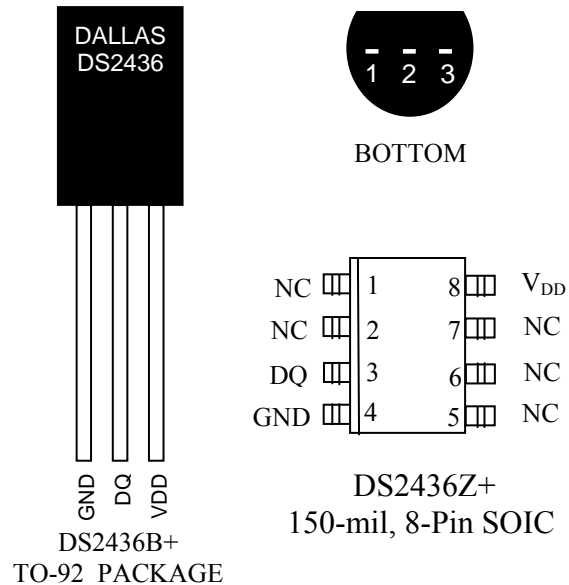 DALLAS
DS2436
1 2 3
BOTTOM
GND
DQ
VDD
DS2436B+
TO-92 PACKAGE
NC 1 8 VDD
NC 2 7 NC
DQ 3 6 NC
GND 4 5 NC
DS2436Z+
150-mil, 8-Pin SOIC